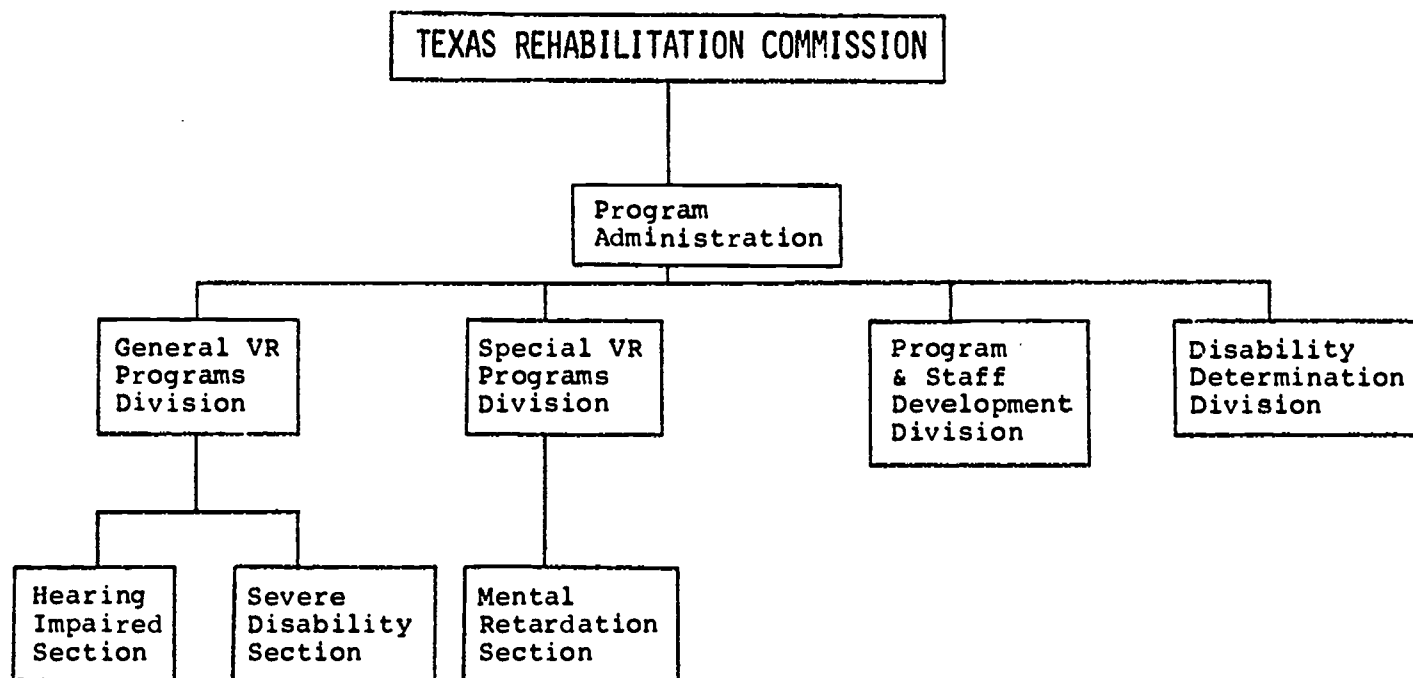 TEXAS REHABILITATION COMMISSION
Program
Administration
General VR
Programs
Division
Special VR
Programs
Division
Program
& Staff
Development
Division
Disability
Determination
Division
Hearing
Impaired
Section
Severe
Disability
Section
Mental
Retardation
Section